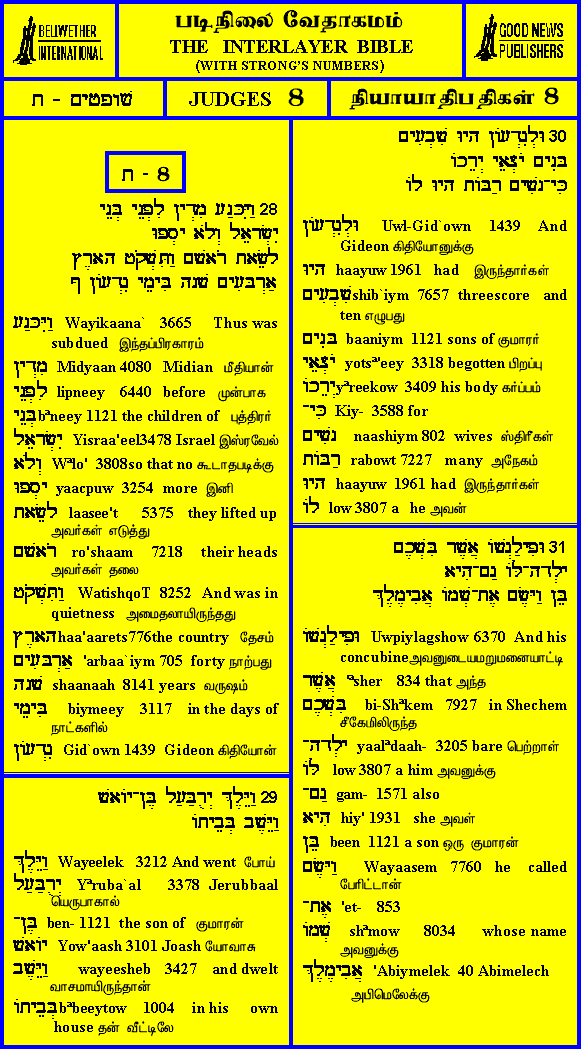 BELLWETHER
INTERNATIONAL
படிநிலை வேதாகமம்
THE INTERLAYER BIBLE
(WITH STRONG'S NUMBERS)
GOOD NEWS
PUBLISHERS
שופטים - ח
JUDGES 8
நியாயாதிபதிகள் 8
ח - 8
28 וַיִּכָּנַע מִדְיָן לִפְנֵי בְּנֵי
יִשְׂרָאֵל וְלֹא יָסְפוּ
לָשֵׂאת רֹאשָׁם וַתִּשְׁקֹט הָאָרֶץ
אַרְבָּעִים שָׁנָה בִּימֵי גִדְעוֹן ף
וַיִּכָּנַע Wayikaana` 3665 Thus was
subdued இந்தப்பிரகாரம்
מִדְיָן Midyaan 4080 Midian மீதியான்
לִפְנֵי lipneey 6440 before முன்பாக
בְּנֵי bªneey 1121 the children of புத்திரர்
יִשְׂרָאֵל Yisraa'eel3478 Israel இஸ்ரவேல்
וְלֹא Wªlo' 3808so that no கூடாதபடிக்கு
יָסְפוּ yaacpuw 3254 more இனி
לָשֵׂאת laasee't 5375 they lifted up
அவர்கள் எடுத்து
רֹאשָׁם ro'shaam 7218 their heads
அவர்கள் தலை
וַתִּשְׁקֹט WatishqoT 8252 And was in
quietness அமைதலாயிருந்தது
הָאָרֶץ haa'aarets776the country தேசம்
אַרְבָּעִים 'arbaa`iym 705 forty நாற்பது
שָׁנָה shaanaah 8141 years வருஷம்
בִּימֵי biymeey 3117 in the days of
நாட்களில்
גִדְעוֹן Gid`own 1439 Gideon கிதியோன்
29 וַיֵּלֶךְ יְרֻבַּעַל בֶּן־יוֹאָשׁ
וַיֵּשֶׁב בְּבֵיתוֹ
וַיֵּלֶךְ Wayeelek 3212 And went போய்
יְרֻבַּעַל Yªruba`al 3378 Jerubbaal
யெருபாகால்
בֶּן־ ben- 1121 the son of குமாரன்
יוֹאָשׁ Yow'aash 3101 Joash யோவாசு
וַיֵּשֶׁב wayeesheb 3427 and dwelt
வாசமாயிருந்தான்
בְּבֵיתוֹ bªbeeytow 1004 in his own
house தன் வீட்டிலே
30 וּלְגִדְעוֹן הָיוּ שִׁבְעִים
בָּנִים יֹצְאֵי יְרֵכוֹ
כִּי־נָשִׁים רַבּוֹת הָיוּ לוֹ
וּלְגִדְעוֹן Uwl-Gid`own 1439 And
Gideon கிதியோனுக்கு
הָיוּ haayuw 1961 had இருந்தார்கள்
שִׁבְעִים shib`iym 7657 threescore and
ten எழுபது
בָּנִים baaniym 1121 sons of குமாரர்
יֹצְאֵי yotsª'eey 3318 begotten பிறப்பு
יְרֵכוֹ yªreekow 3409 his body கர்ப்பம்
כִּי־ Kiy- 3588 for
נָשִׁים naashiym 802 wives ஸ்திரீகள்
רַבּוֹת rabowt 7227 many அநேகம்
הָיוּ haayuw 1961 had இருந்தார்கள்
לוֹ low 3807 a he அவன்
31 וּפִילַגְשׁוֹ אֲשֶׁר בִּשְׁכֶם
יָלְדָה־לּוֹ גַם־הִיא
בֵּן וַיָּשֶׂם אֶת־שְׁמוֹ אֲבִימֶלֶךְ
וּפִילַגְשׁוֹ Uwpiylagshow 6370 And his
concubineஅவனுடையமறுமனையாட்டி
אֲשֶׁר ªsher 834 that அந்த
בִּשְׁכֶם bi-Shªkem 7927 in Shechem
சீகேமிலிருந்த
יָלְדָה־ yaalªdaah- 3205 bare பெற்றாள்
לּוֹ low 3807 a him அவனுக்கு
גַם־ gam- 1571 also
הִיא hiy' 1931 she அவள்
בֵּן been 1121 a son ஒரு குமாரன்
וַיָּשֶׂם Wayaasem 7760 he called
பேரிட்டான்
אֶת־ 'et- 853
שְׁמוֹ shªmow 8034 whose name
அவனுக்கு
אֲבִימֶלֶךְ 'Abiymelek 40 Abimelech
அபிமெலேக்கு